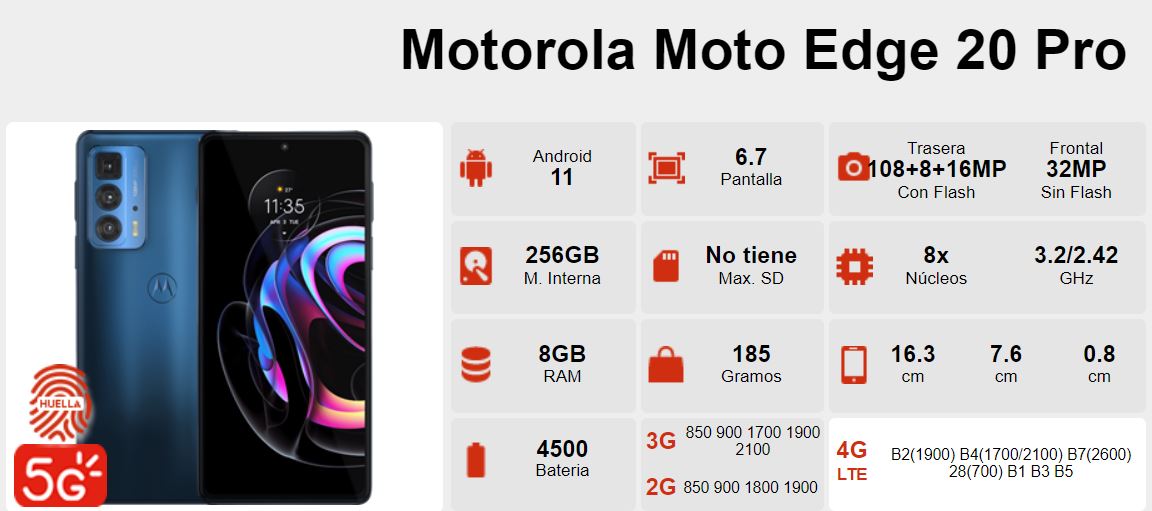 Motorola Moto Edge 20 Pro
27°
11:35
APR 3 TUE
HUELLA
5G
Android
11
6.7
Pantalla
Trasera
108+8+16MP
Con Flash
Frontal
32MP
Sin Flash
256GB
M. Interna
No tiene
Max. SD
8x
Núcleos
3.2/2.42
GHz
8GB
RAM
185
Gramos
16.3
cm
7.6
cm
0.8
cm
4500
Bateria
3G 850 900 1700 1900
2100
2G 850 900 1800 1900
4G
LTE
B2(1900) B4(1700/2100) B7(2600)
28(700) B1 B3 B5